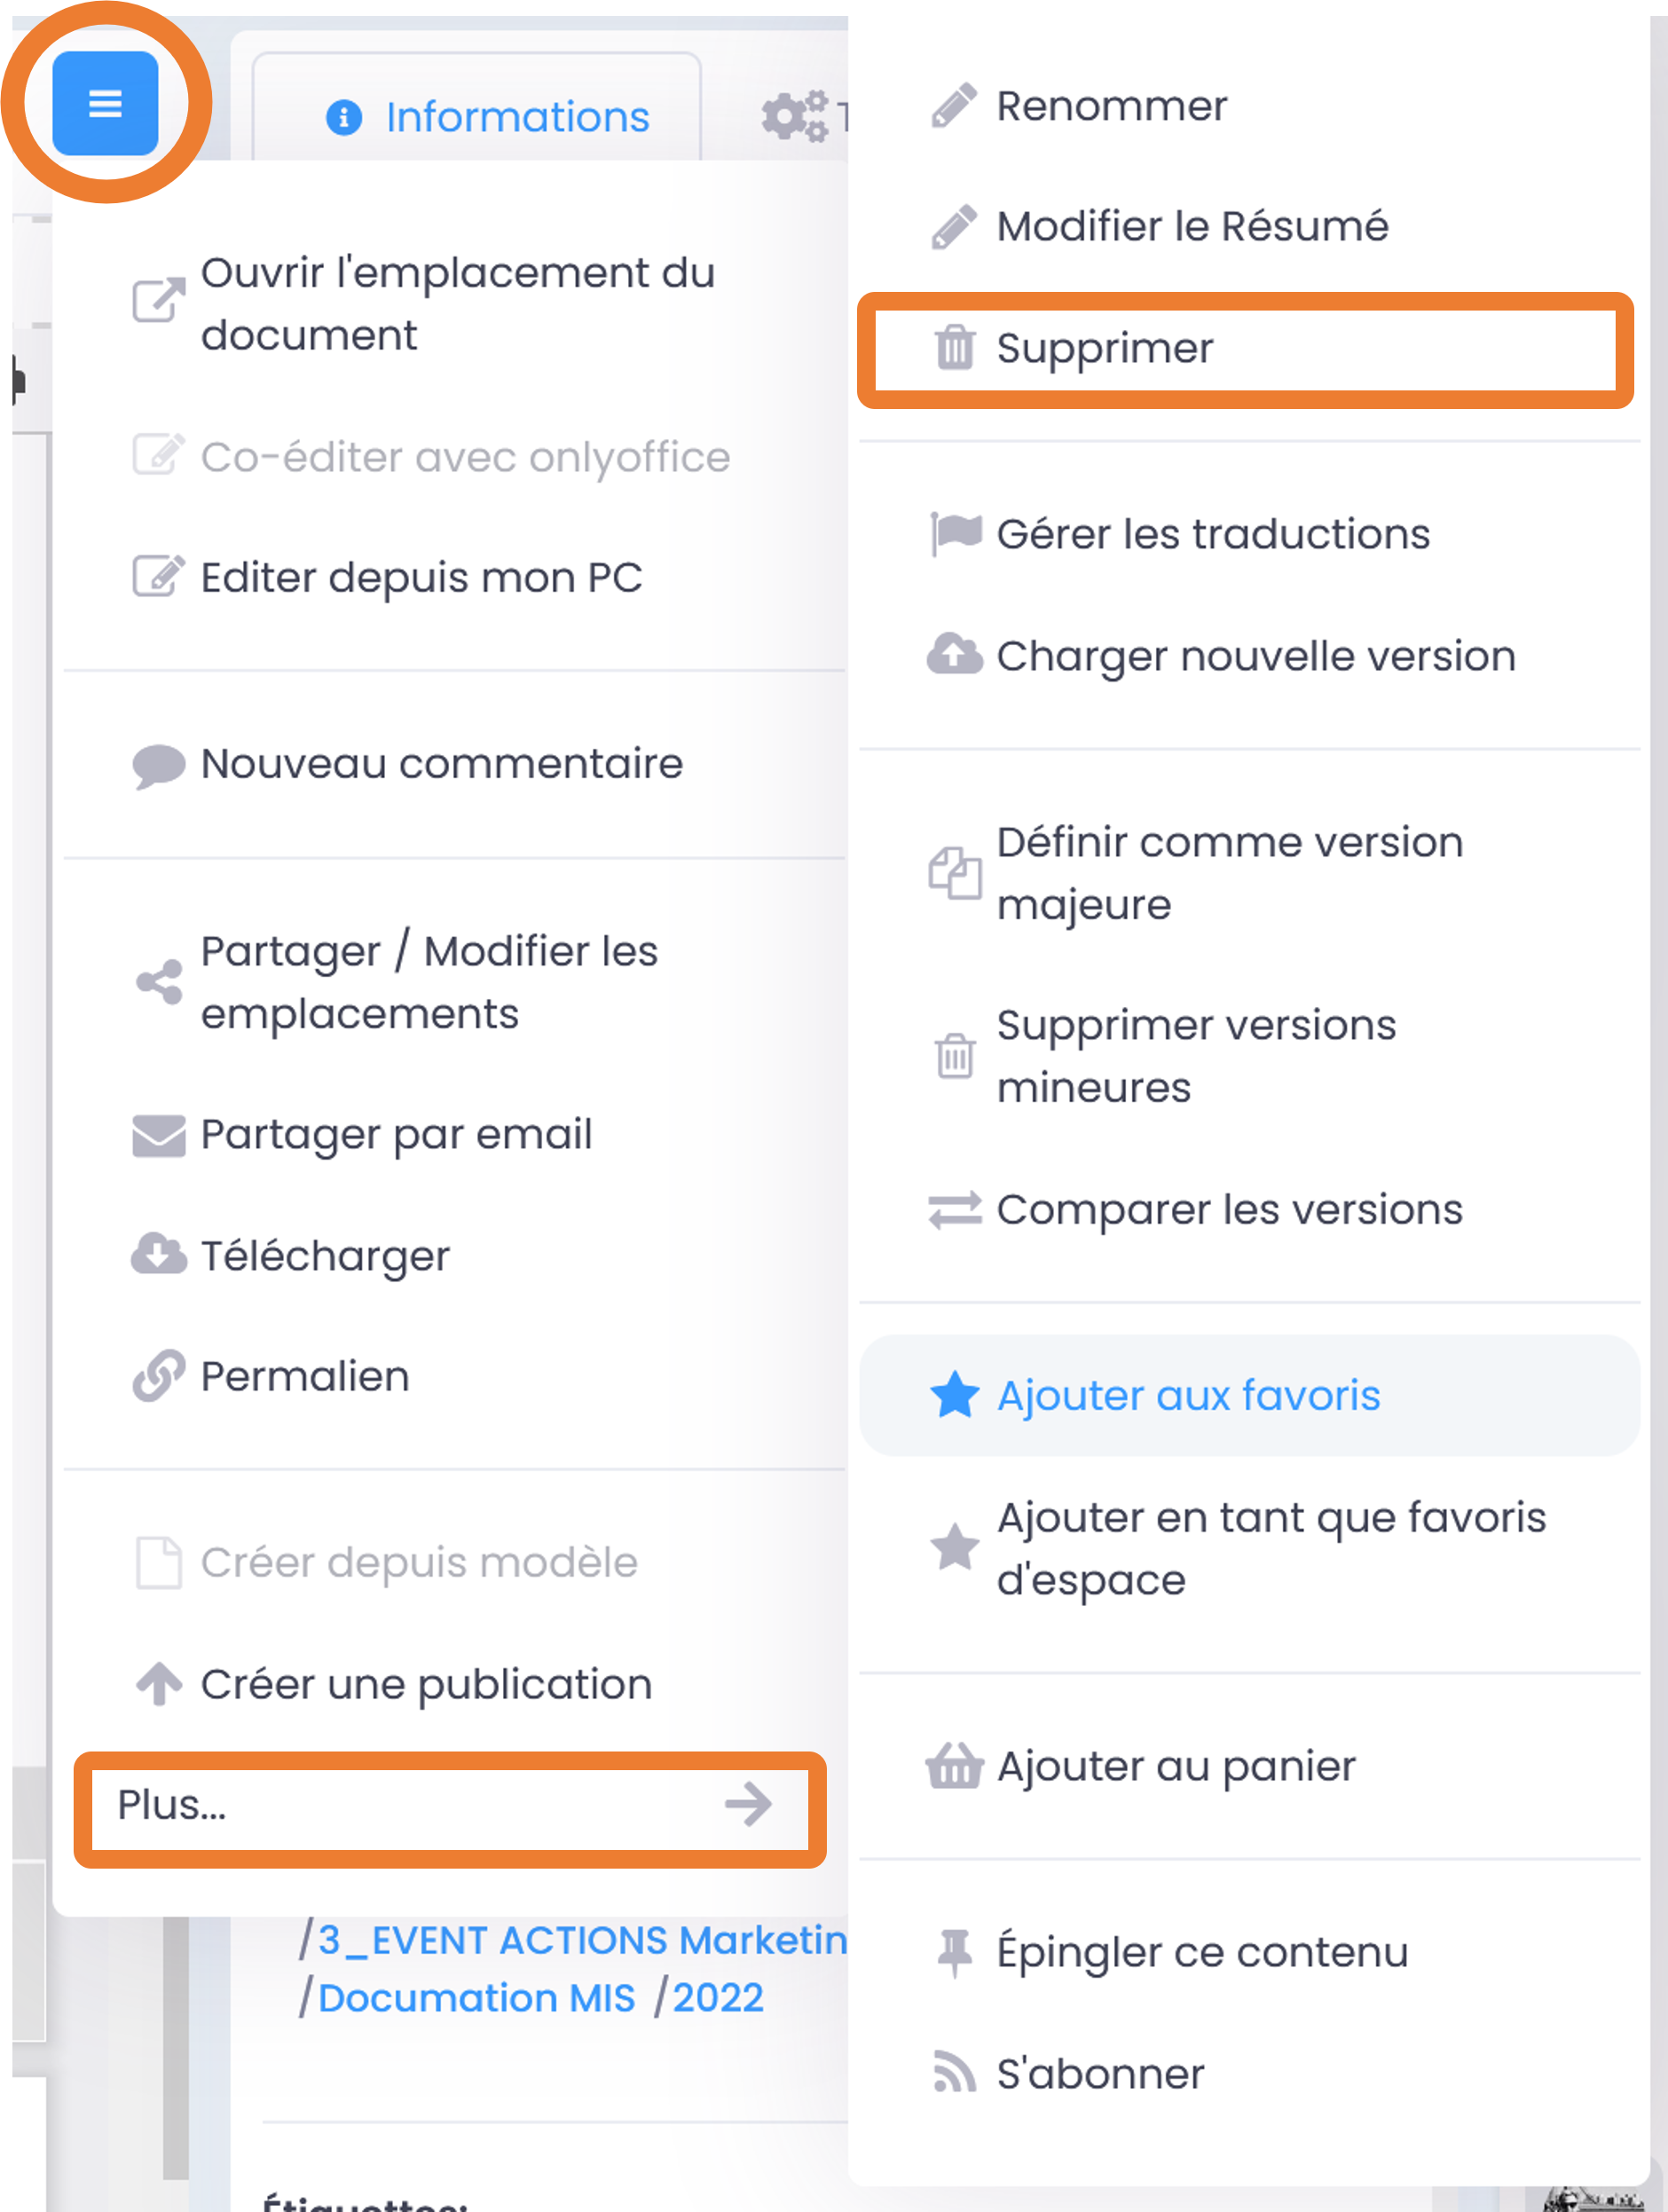 Informations
Ouvrir l'emplacement du
document
Co-éditer avec onlyoffice
Editer depuis mon PC
Nouveau commentaire
Partager / Modifier les
emplacements
Partager par email
Télécharger
Permalien
Créer depuis modèle
Créer une publication
Plus...
/3_EVENT ACTIONS Marketin
/Documation MIS /2022
Étiquettes:
Renommer
Modifier le Résumé
Supprimer
Gérer les traductions
Charger nouvelle version
Définir comme version
majeure
Supprimer versions
mineures
Comparer les versions
Ajouter aux favoris
Ajouter en tant que favoris
d'espace
Ajouter au panier
Épingler ce contenu
S'abonner